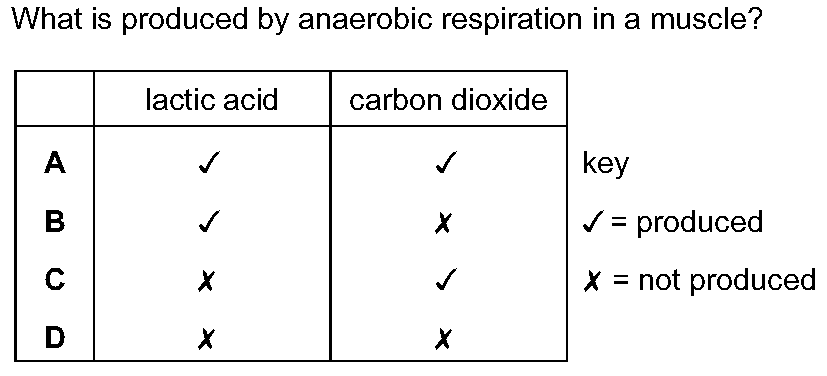 What is produced by anaerobic respiration in a muscle?
lactic acid carbon dioxide
A ✓ ✓ key
B ✓ ✗ ✓ = produced
C ✗ ✓ ✗ = not produced
D ✗ ✗